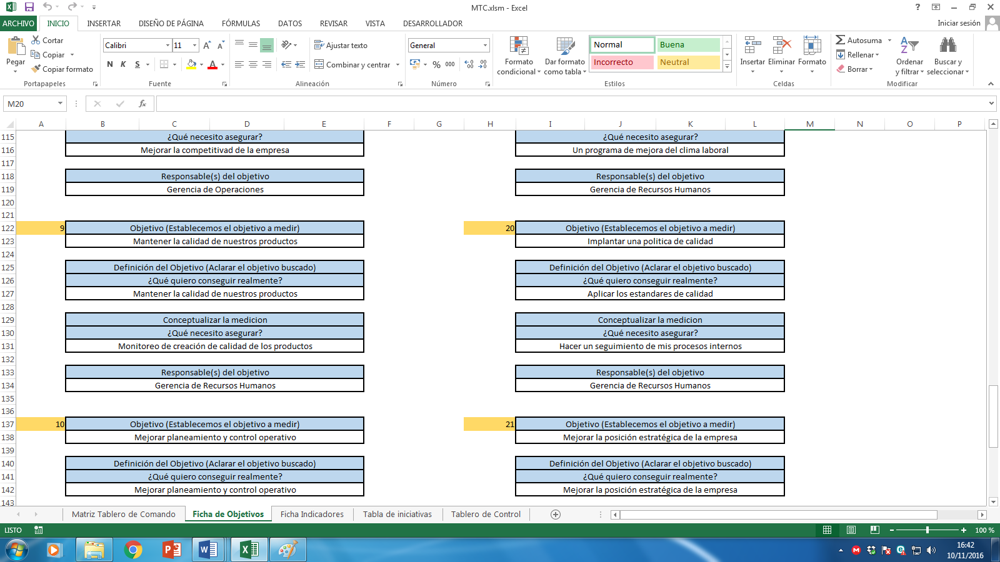 MTC.xlsm - Excel
ARCHIVO INICIO INSERTAR DISEÑO DE PÁGINA FÓRMULAS DATOS REVISAR VISTA DESARROLLADOR Iniciar sesión
Pegar
Cortar
Copiar
Copiar formato
Portapapeles
Calibri 11
N K S
Fuente
Ajustar texto
Combinar y centrar
Alineación
General
% 000
Número
Formato condicional
Dar formato como tabla
Normal Buena
Incorrecto Neutral
Estilos
Insertar Eliminar Formato
Celdas
Autosuma
Rellenar
Borrar
Ordenar y filtrar
Buscar y seleccionar
Modificar
M20 fx
A B C D E F G H I J K L M N O P
115 ¿Qué necesito asegurar? ¿Qué necesito asegurar?
116 Mejorar la competitivad de la empresa Un programa de mejora del clima laboral
117
118 Responsable(s) del objetivo Responsable(s) del objetivo
119 Gerencia de Operaciones Gerencia de Recursos Humanos
120
121
122 9 Objetivo (Establecemos el objetivo a medir) 20 Objetivo (Establecemos el objetivo a medir)
123 Mantener la calidad de nuestros productos Implantar una politica de calidad
124
125 Definición del Objetivo (Aclarar el objetivo buscado) Definición del Objetivo (Aclarar el objetivo buscado)
126 ¿Qué quiero conseguir realmente? ¿Qué quiero conseguir realmente?
127 Mantener la calidad de nuestros productos Aplicar los estandares de calidad
128
129 Conceptualizar la medicion Conceptualizar la medicion
130 ¿Qué necesito asegurar? ¿Qué necesito asegurar?
131 Monitoreo de creación de calidad de los productos Hacer un seguimiento de mis procesos internos
132
133 Responsable(s) del objetivo Responsable(s) del objetivo
134 Gerencia de Recursos Humanos Gerencia de Recursos Humanos
135
136
137 10 Objetivo (Establecemos el objetivo a medir) 21 Objetivo (Establecemos el objetivo a medir)
138 Mejorar planeamiento y control operativo Mejorar la posición estratégica de la empresa
139
140 Definición del Objetivo (Aclarar el objetivo buscado) Definición del Objetivo (Aclarar el objetivo buscado)
141 ¿Qué quiero conseguir realmente? ¿Qué quiero conseguir realmente?
142 Mejorar planeamiento y control operativo Mejorar la posición estratégica de la empresa
143
Matriz Tablero de Comando Ficha de Objetivos Ficha Indicadores Tabla de iniciativas Tablero de Control
LISTO 100 %
16:42
10/11/2016